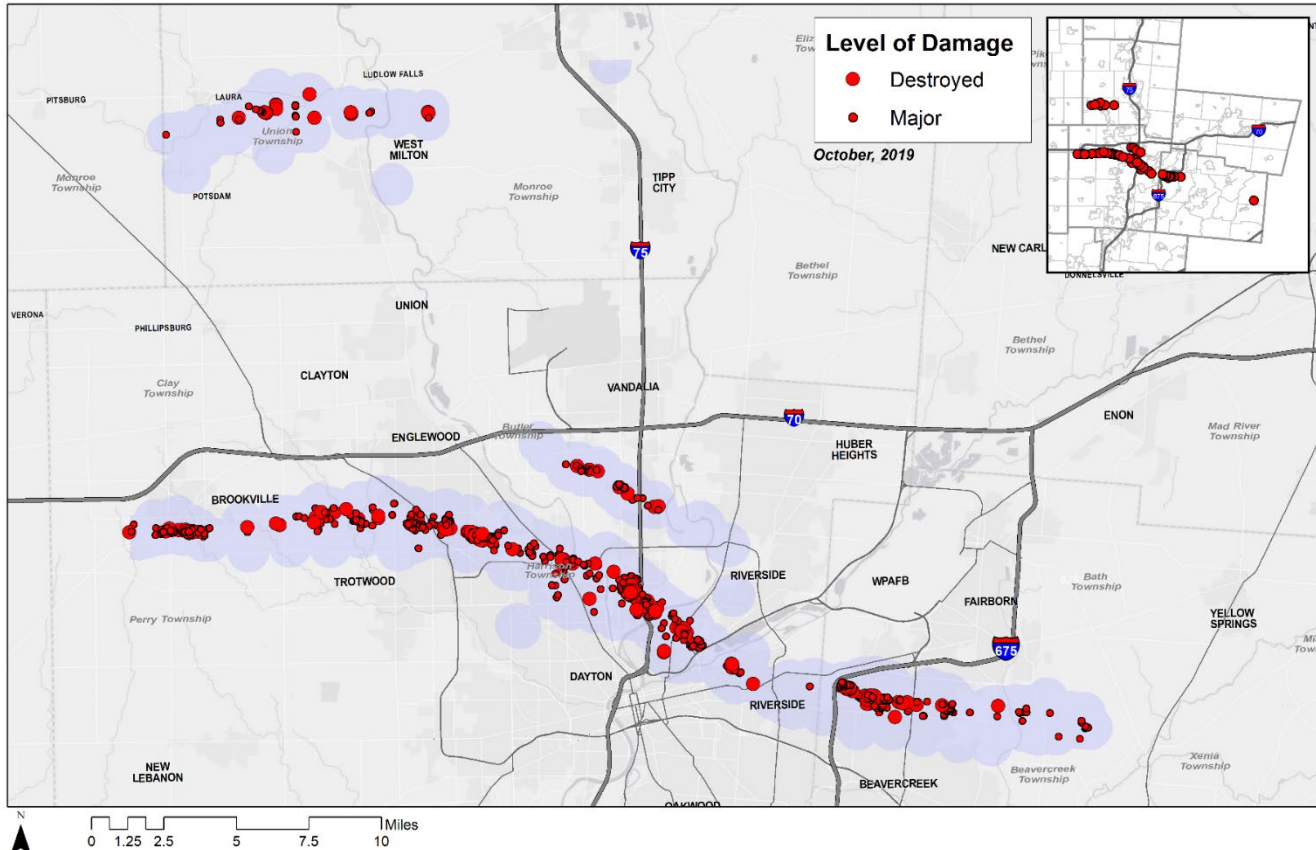 Level of Damage
Destroyed
Major
October, 2019
75
70
675
PITSBURG
LAURA
LUDLOW FALLS
Union
Township
WEST
MILTON
Monroe
Township
POTSDAM
Monroe
Township
TIPP
CITY
75
Bethel
Township
NEW CARL
DONNELSVILLE
VERONA
UNION
PHILLIPSBURG
Bethel
Township
Clay
Township
CLAYTON
VANDALIA
70
ENON
Butler
Township
ENGLEWOOD
HUBER
HEIGHTS
Mad River
Township
BROOKVILLE
Harrison
Township
TROTWOOD
RIVERSIDE
WPAFB
Bath
Township
FAIRBORN
Perry Township
YELLOW
SPRINGS
675
DAYTON
RIVERSIDE
NEW
LEBANON
BEAVERCREEK
Beavercreek
Township
Xenia
Township
OAKWOOD
N
0 1.25 2.5 5 7.5 10 Miles